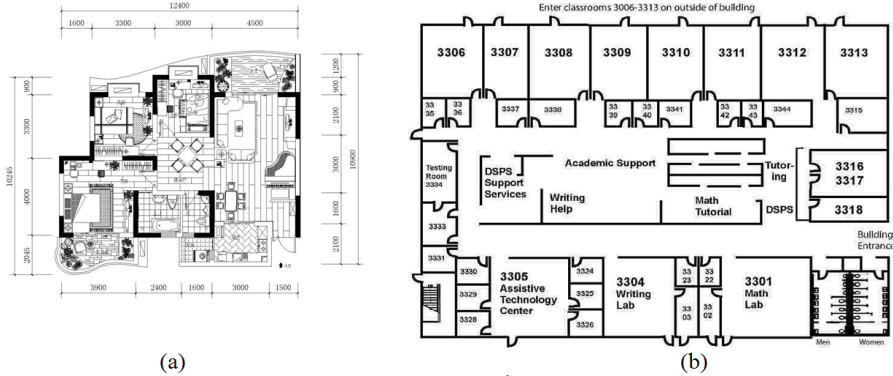 12400
1600 3300 3000 4500
900
3300
4000
2045
10245
1200
900
2100
3000
1600
2100
10900
3900 2400 1600 3000 1500
(a)
Enter classrooms 3006-3313 on outside of building
3306 3307 3308 3309 3310 3311 3312 3313
33 35
33 36
3337
3338
33 39
33 40
3341
33 42
33 43
3344
3315
Testing
Room
3334
DSPS
Support
Services
Academic Support
Writing
Help
Math
Tutorial
Tutor-
ing
DSPS
3316
3317
3318
Building
Entrance
3333
3331
3330
3329
3328
3305
Assistive
Technology
Center
3324
3325
3326
3304
Writing
Lab
33 23
33 22
33 03
33 02
3301
Math
Lab
Men Women
(b)